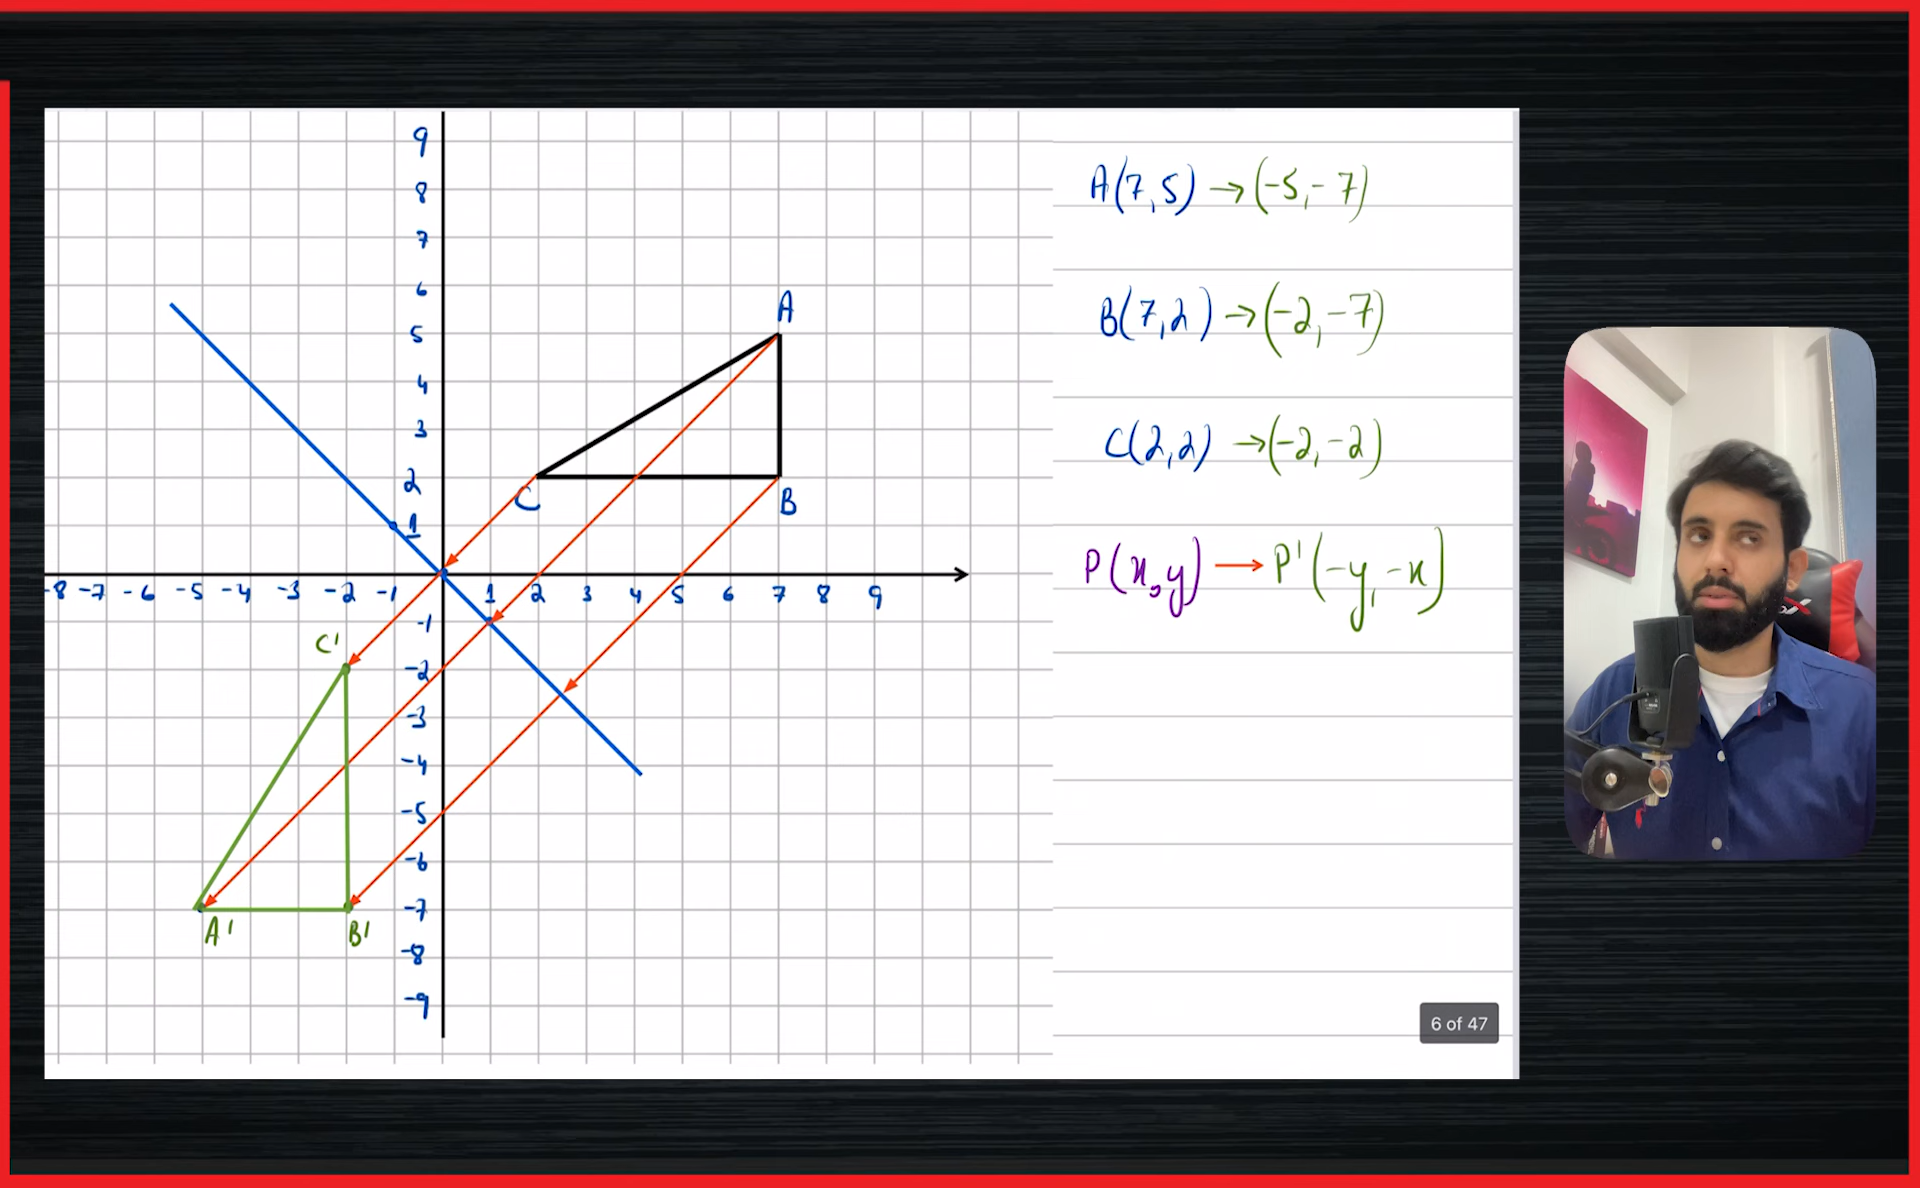 9
8
7
6
5
4
3
2
1
-8 -7 -6 -5 -4 -3 -2 -1 1 2 3 4 5 6 7 8 9
-1
-2
-3
-4
-5
-6
-7
-8
-9
A
B
C
C'
A'
B'
A(7,5) → (-5,-7)
B(7,2) → (-2,-7)
C(2,2) → (-2,-2)
P(x,y) → P'(-y,-x)
6 of 47